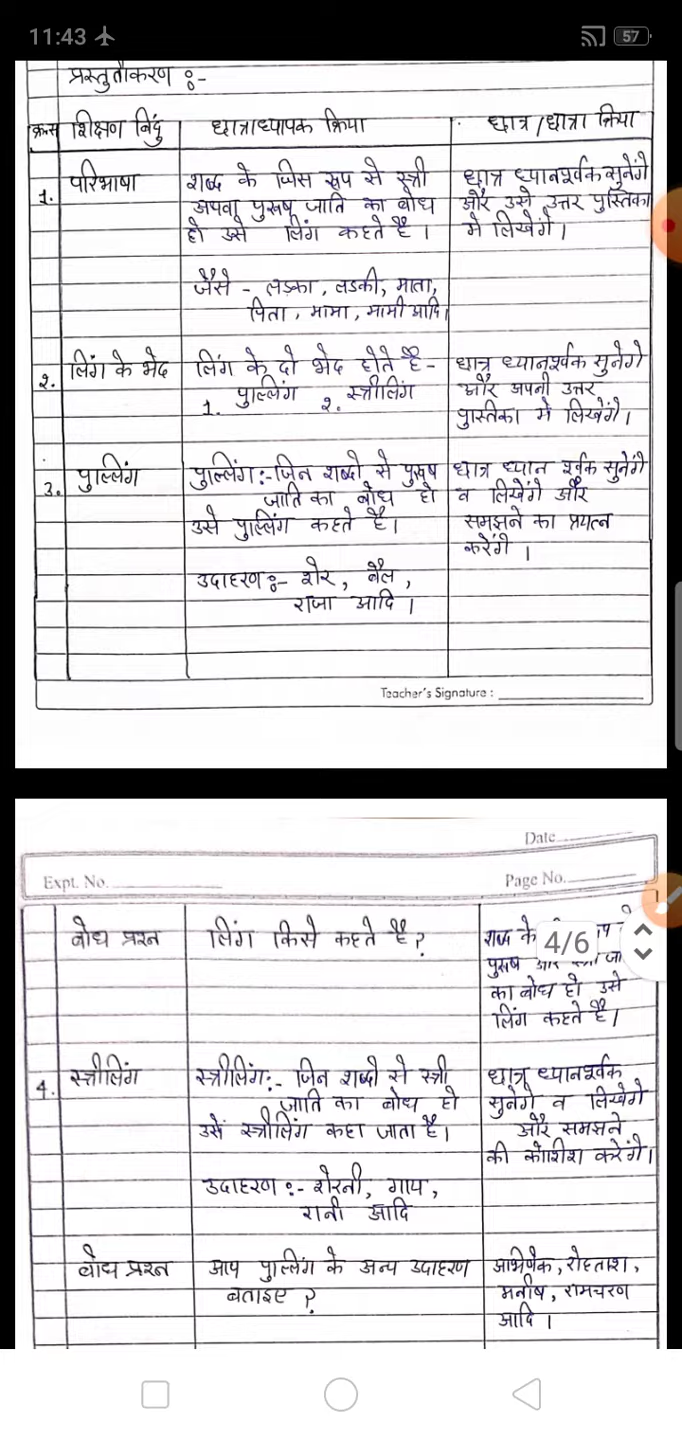 11:43
57
प्रस्तुतीकरण :-
क्रमस शिक्षण बिंदु छात्राध्यापक क्रिया छात्र/छात्रा क्रिया
1. परिभाषा शब्द के जिस रूप से स्त्री छात्र ध्यानपूर्वक सुनेंगे
अथवा पुरुष जाति का बोध और उसे उत्तर पुस्तिका
हो उसे लिंग कहते है। में लिखेंगे।
जैसे - लड़का, लडकी, माता,
पिता, मामा, मामी आदि।
2. लिंग के भेद लिंग के दो भेद होते है- छात्र ध्यानपूर्वक सुनेगे
1. पुल्लिंग 2. स्त्रीलिंग और अपनी उत्तर
पुस्तिका में लिखेंगे।
3. पुल्लिंग पुल्लिंग:-जिन शब्दो से पुरुष छात्र ध्यान पूर्वक सुनेंगे
जाति का बोध हो व लिखेंगे और
उसे पुल्लिंग कहते है। समझने का प्रयत्न
करेंगे।
उदाहरण:- शेर, बैल,
राजा आदि।
Teacher's Signature :
Date
Expt. No. Page No.
बोध प्रश्न लिंग किसे कहते है? शब्द के
4/6
पुरुष
का बोध हो उसे
लिंग कहते है।
4. स्त्रीलिंग स्त्रीलिंग:- जिन शब्दो से स्त्री छात्र ध्यानपूर्वक
जाति का बोध हो सुनेगे व लिखेगे
उसे स्त्रीलिंग कहा जाता है। और समझने
की कोशिश करेंगे।
उदाहरण:- शेरनी, गाय,
रानी आदि
बोध प्रश्न आप पुल्लिंग के अन्य उदाहरण अभिषेक, रोहताश,
बताइए? मनीष, रामचरण
आदि।